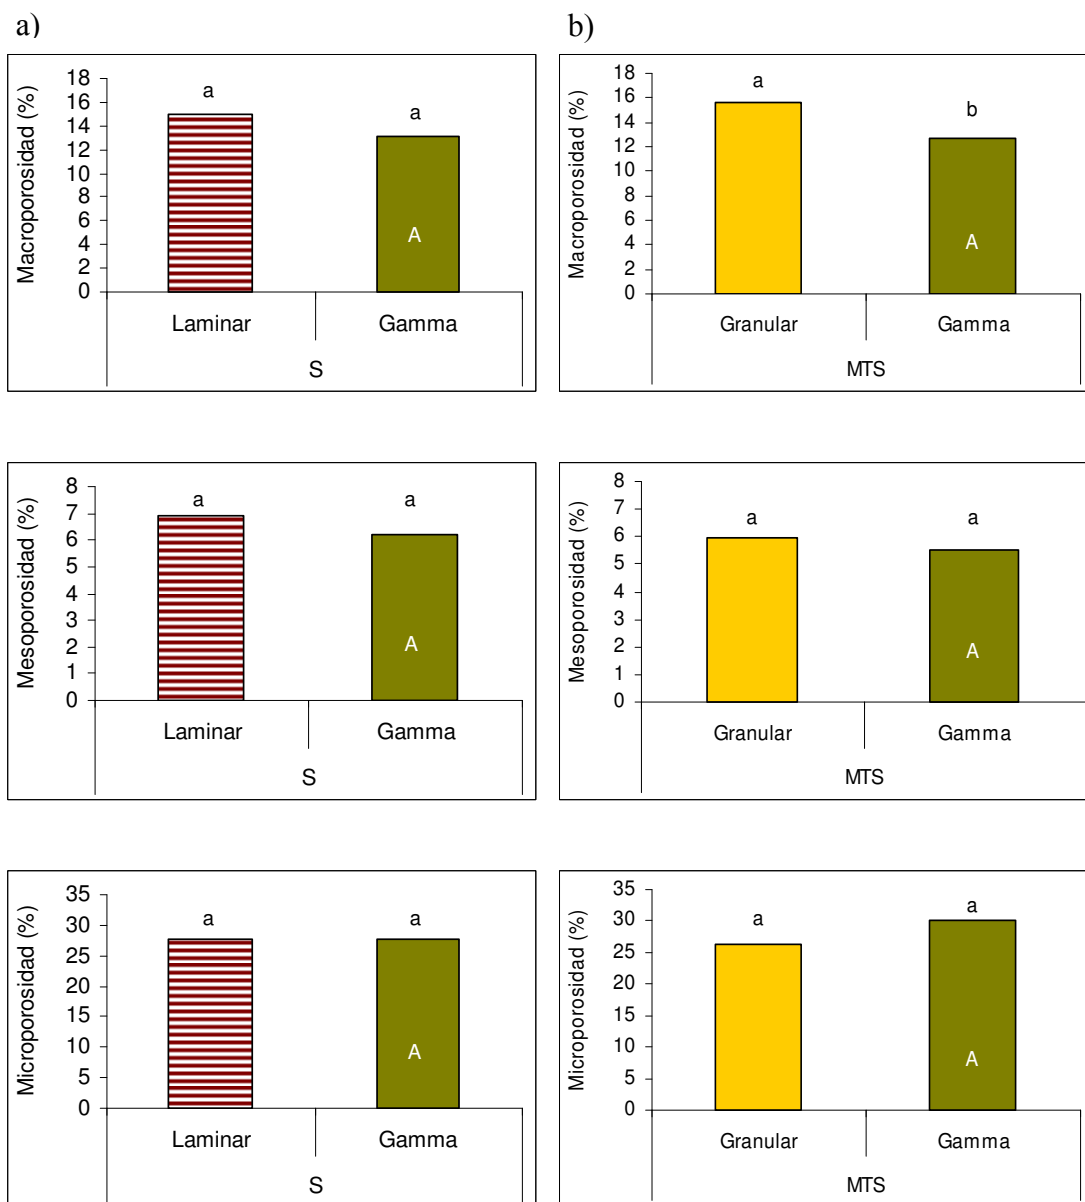 a)
b)
Macroporosidad (%)
18
16
14
12
10
8
6
4
2
0
a
a
A
Laminar
Gamma
S
Macroporosidad (%)
18
16
14
12
10
8
6
4
2
0
a
b
A
Granular
Gamma
MTS
Mesoporosidad (%)
8
7
6
5
4
3
2
1
0
a
a
A
Laminar
Gamma
S
Mesoporosidad (%)
8
7
6
5
4
3
2
1
0
a
a
A
Granular
Gamma
MTS
Microporosidad (%)
35
30
25
20
15
10
5
0
a
a
A
Laminar
Gamma
S
Microporosidad (%)
35
30
25
20
15
10
5
0
a
a
A
Granular
Gamma
MTS